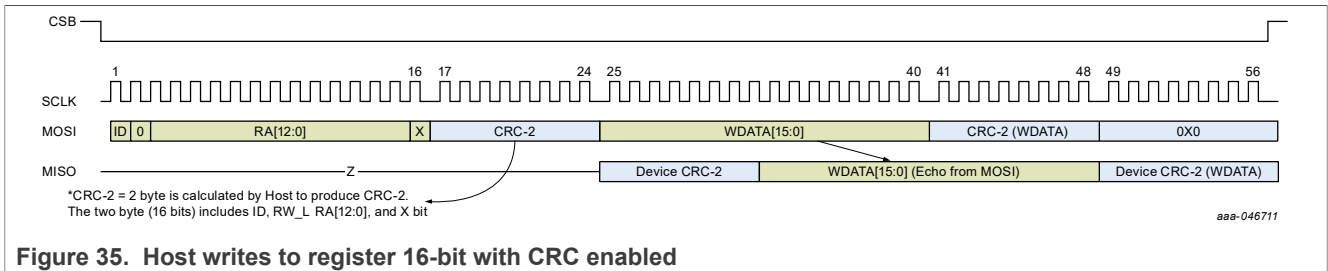 CSB
1 16 17 24 25 40 41 48 49 56
SCLK
MOSI ID 0 RA[12:0] X CRC-2 WDATA[15:0] CRC-2 (WDATA) 0X0
MISO Z Device CRC-2 WDATA[15:0] (Echo from MOSI) Device CRC-2 (WDATA)
*CRC-2 = 2 byte is calculated by Host to produce CRC-2.
The two byte (16 bits) includes ID, RW_L RA[12:0], and X bit
aaa-046711
Figure 35. Host writes to register 16-bit with CRC enabled